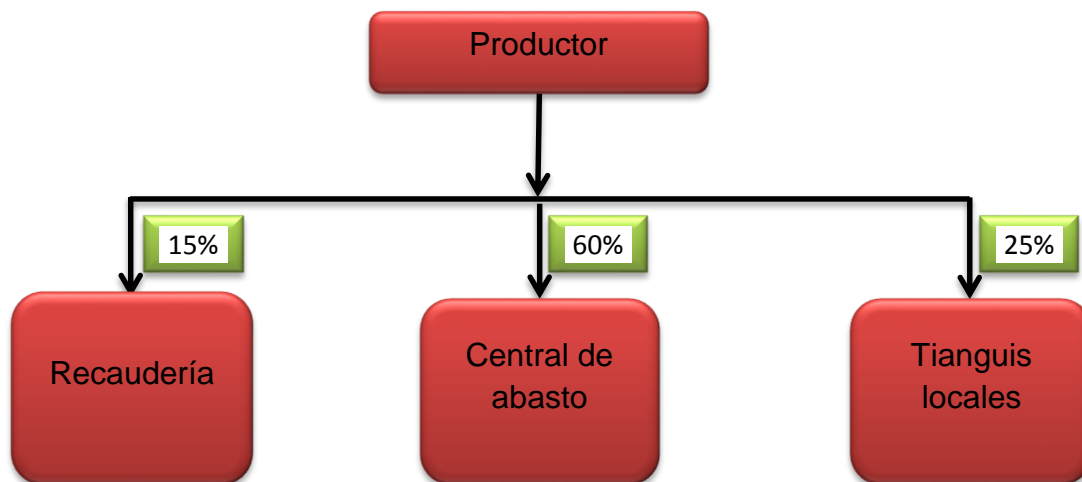 Productor
15%
60%
25%
Recaudería
Central de
abasto
Tianguis
locales